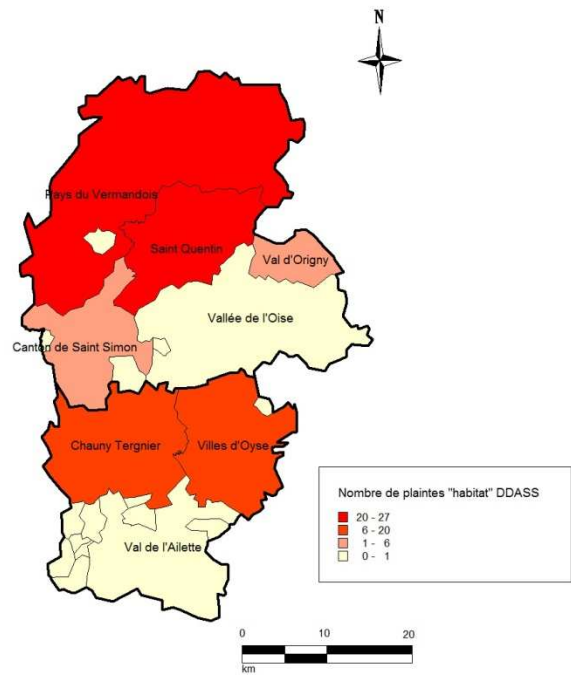 N
Pays du Vermandois
Saint Quentin
Val d'Origny
Vallée de l'Oise
Canton de Saint Simon
Chauny Tergnier
Villes d'Oyse
Val de l'Ailette
Nombre de plaintes "habitat" DDASS
20 - 27
6 - 20
1 - 6
0 - 1
0 10 20
km